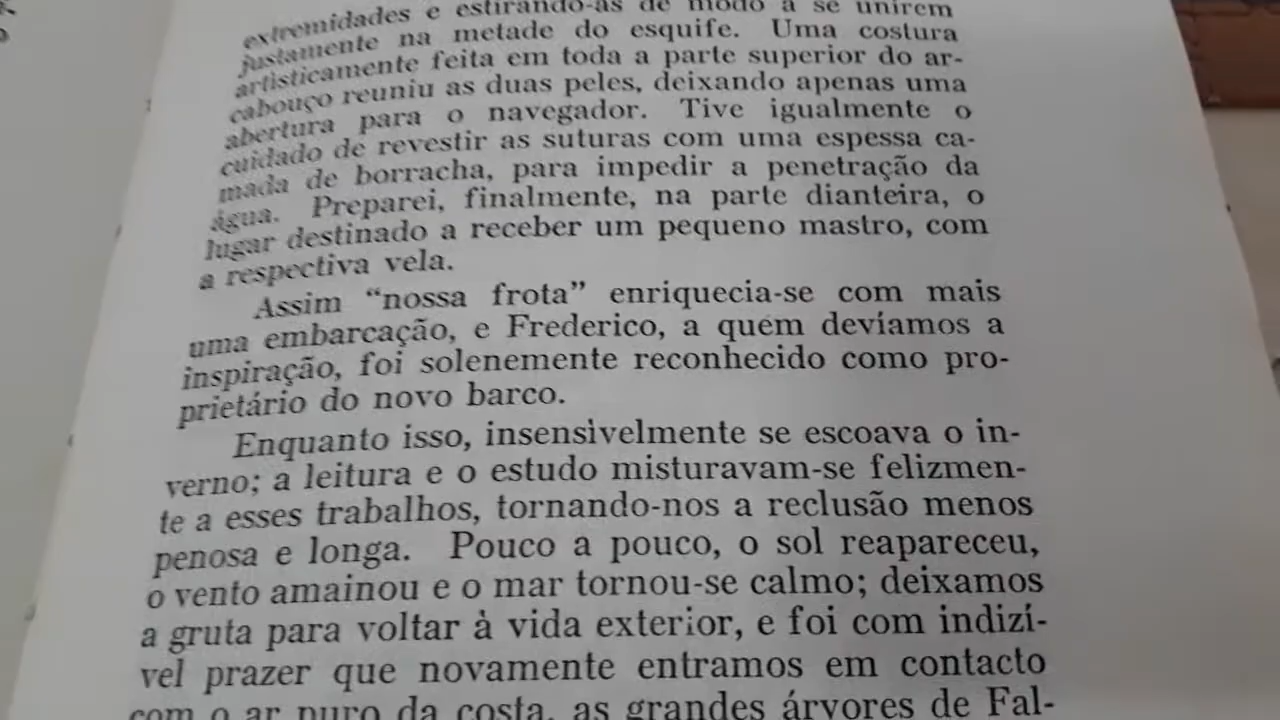 extremidades e estirando-as de modo a se unirem
justamente na metade do esquife. Uma costura
artisticamente feita em toda a parte superior do ar-
cabouço reuniu as duas peles, deixando apenas uma
abertura para o navegador. Tive igualmente o
cuidado de revestir as suturas com uma espessa ca-
mada de borracha, para impedir a penetração da
água. Preparei, finalmente, na parte dianteira, o
lugar destinado a receber um pequeno mastro, com
a respectiva vela.
Assim “nossa frota” enriquecia-se com mais
uma embarcação, e Frederico, a quem devíamos a
inspiração, foi solenemente reconhecido como pro-
prietário do novo barco.
Enquanto isso, insensivelmente se escoava o in-
verno; a leitura e o estudo misturavam-se felizmen-
te a esses trabalhos, tornando-nos a reclusão menos
penosa e longa. Pouco a pouco, o sol reapareceu,
o vento amainou e o mar tornou-se calmo; deixamos
a gruta para voltar à vida exterior, e foi com indizí-
vel prazer que novamente entramos em contacto
com o ar puro da costa, as grandes árvores de Fal-